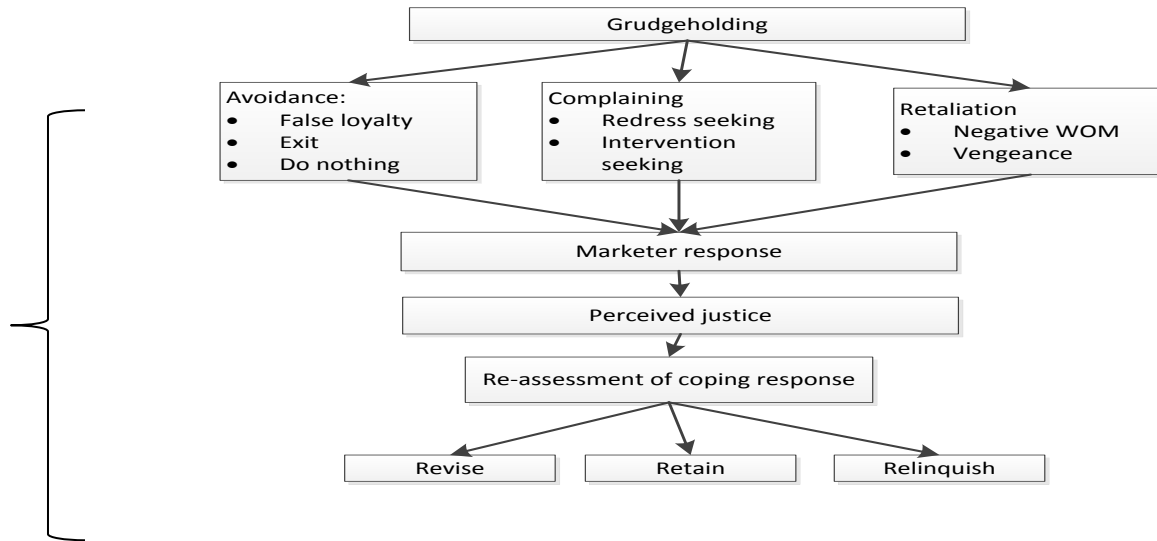 Grudgeholding
Avoidance:
● False loyalty
● Exit
● Do nothing
Complaining
● Redress seeking
● Intervention
seeking
Retaliation
● Negative WOM
● Vengeance
Marketer response
Perceived justice
Re-assessment of coping response
Revise
Retain
Relinquish